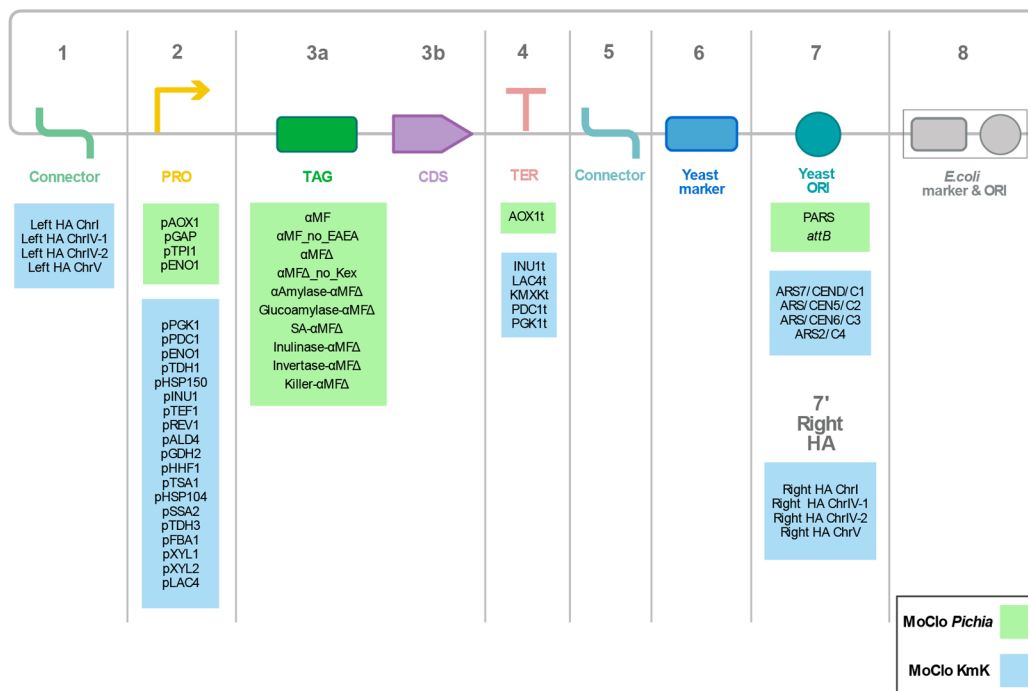 1
2
3a
3b
4
5
6
7
8
Connector
PRO
TAG
CDS
TER
Connector
Yeast
marker
Yeast
ORI
E.coli
marker & ORI
Left HA ChrI
Left HA ChrIV-1
Left HA ChrIV-2
Left HA ChrV
pAOX1
pGAP
pTPI1
pENO1
pPGK1
pPDC1
pENO1
pTDH1
pHSP150
pINU1
pTEF1
pREV1
pALD4
pGDH2
pHHF1
pTSA1
pHSP104
pSSA2
pTDH3
pFBA1
pXYL1
pXYL2
pLAC4
αMF
αMF_no_EAEA
αMFΔ
αMFΔ_no_Kex
αAmylase-αMFΔ
Glucoamylase-αMFΔ
SA-αMFΔ
Inulinase-αMFΔ
Invertase-αMFΔ
Killer-αMFΔ
AOX1t
INU1t
LAC4t
KMXKt
PDC1t
PGK1t
PARS
attB
ARS7/CEND/C1
ARS/CEN5/C2
ARS/CEN6/C3
ARS2/C4
7'
Right
HA
Right HA ChrI
Right HA ChrIV-1
Right HA ChrIV-2
Right HA ChrV
MoClo Pichia
MoClo KmK